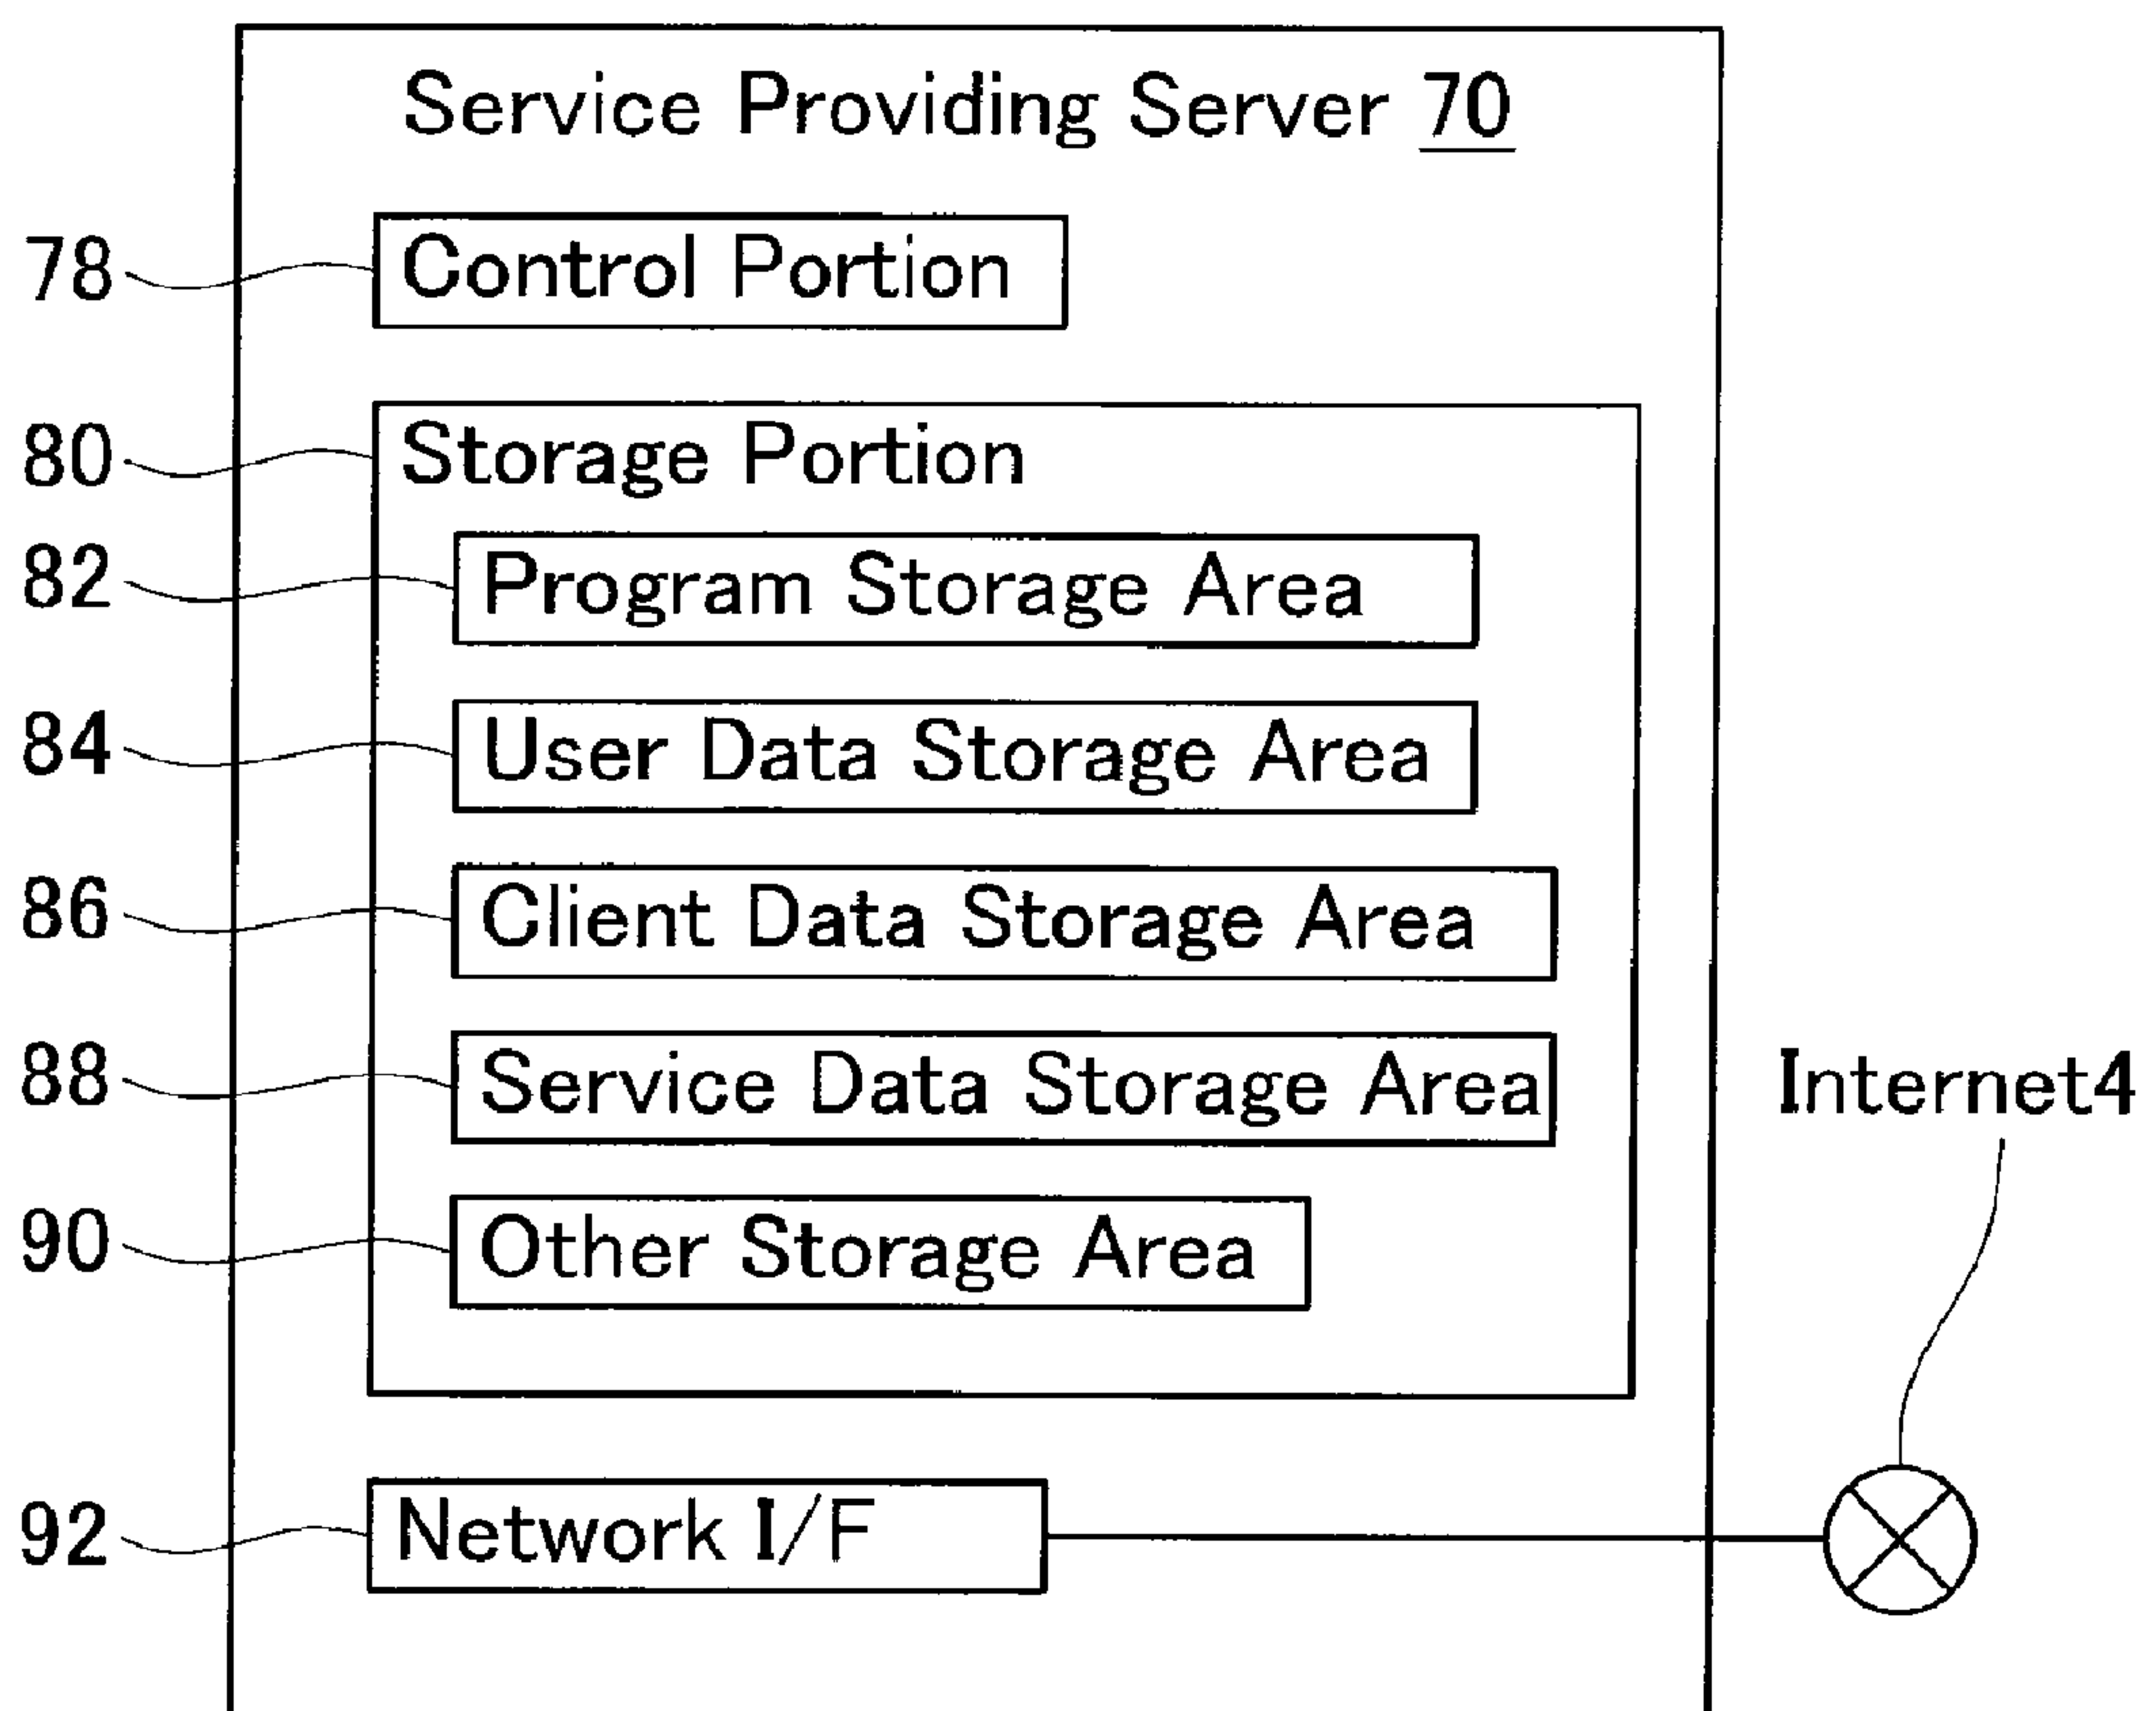 Service Providing Server 70
78 Control Portion
80 Storage Portion
82 Program Storage Area
84 User Data Storage Area
86 Client Data Storage Area
88 Service Data Storage Area
Internet4
90 Other Storage Area
92 Network I/F